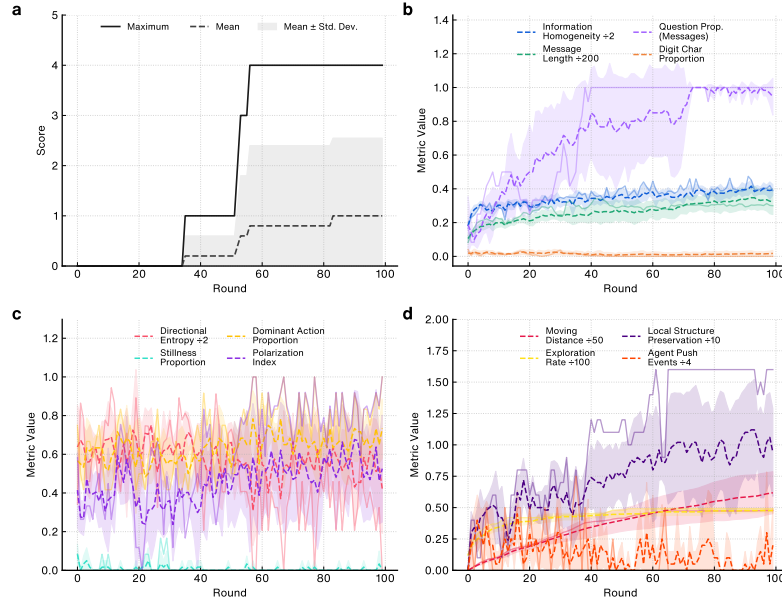 a
Maximum
Mean
Mean ± Std. Dev.
5
4
3
2
1
0
Score
0
20
40
60
80
100
Round
b
Information
Homogeneity ÷2
Message
Length ÷200
Question Prop.
(Messages)
Digit Char
Proportion
1.4
1.2
1.0
0.8
0.6
0.4
0.2
0.0
Metric Value
0
20
40
60
80
100
Round
c
Directional
Entropy ÷2
Stillness
Proportion
Dominant Action
Proportion
Polarization
Index
1.2
1.0
0.8
0.6
0.4
0.2
0.0
Metric Value
0
20
40
60
80
100
Round
d
Moving
Distance ÷50
Exploration
Rate ÷100
Local Structure
Preservation ÷10
Agent Push
Events ÷4
2.00
1.75
1.50
1.25
1.00
0.75
0.50
0.25
0.00
Metric Value
0
20
40
60
80
100
Round